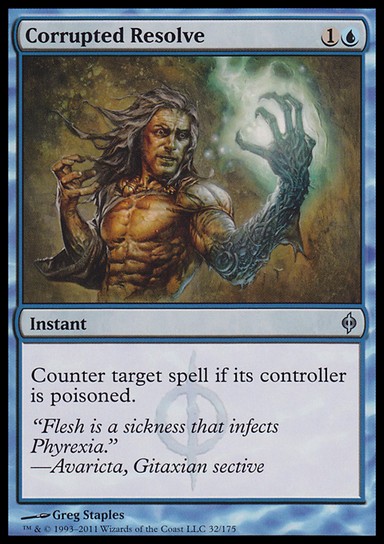 Corrupted Resolve 1
Instant
Counter target spell if its controller
is poisoned.
“Flesh is a sickness that infects
Phyrexia.”
—Avaricta, Gitaxian sective
Greg Staples
™ & © 1993–2011 Wizards of the Coast LLC 32/175